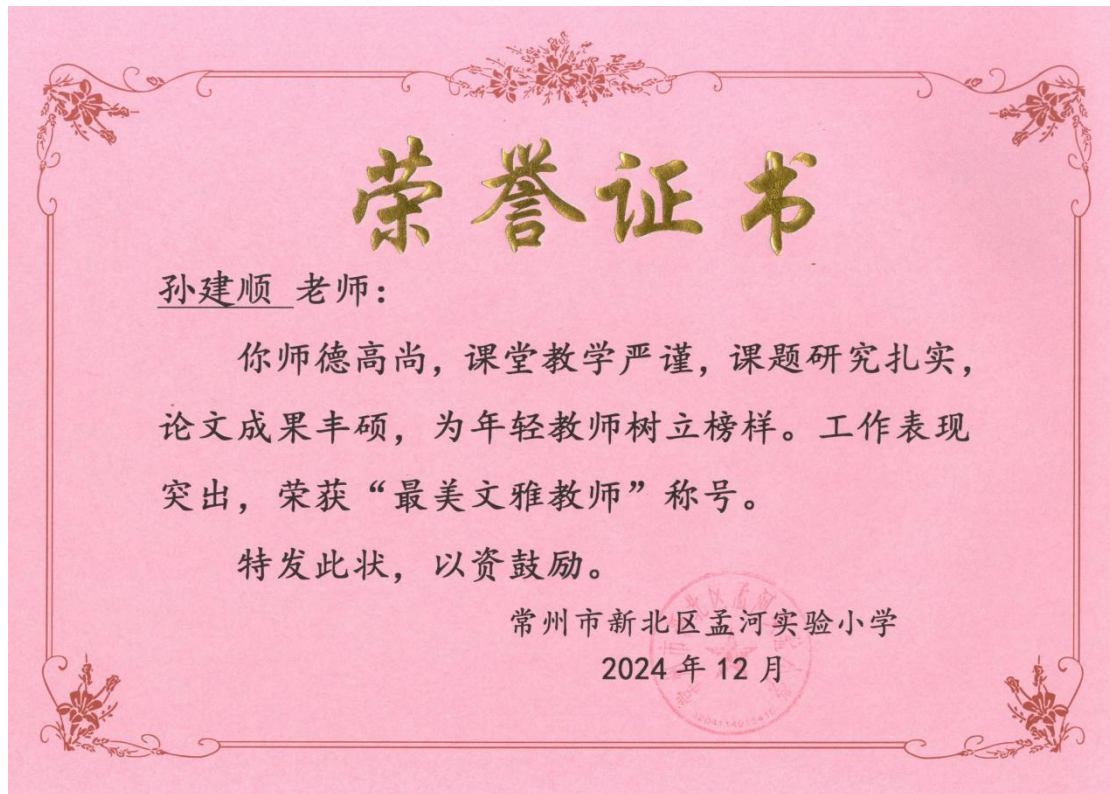 荣誉证书
孙建顺 老师：
你师德高尚，课堂教学严谨，课题研究扎实，
论文成果丰硕，为年轻教师树立榜样。工作表现
突出，荣获“最美文雅教师”称号。
特发此状，以资鼓励。
常州市新北区孟河实验小学
2024 年 12 月